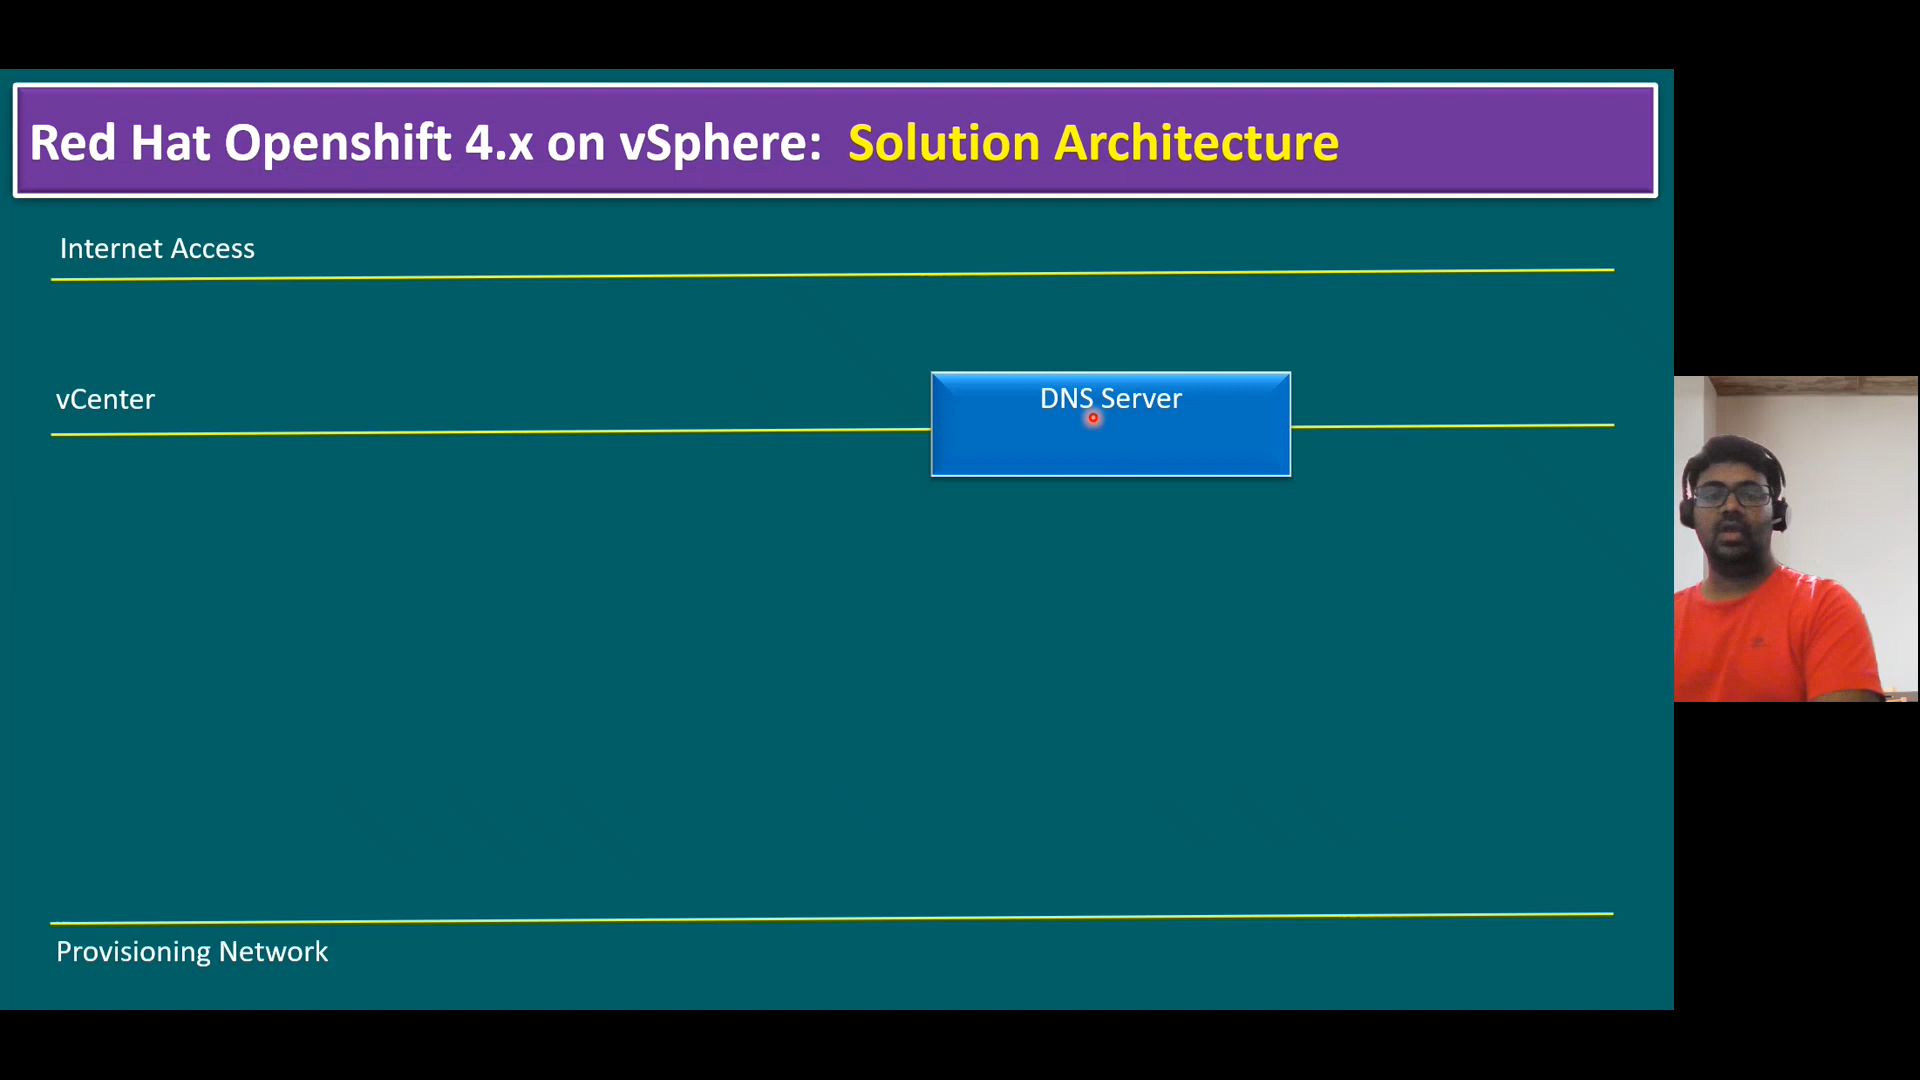 Red Hat Openshift 4.x on vSphere: Solution Architecture
Internet Access
vCenter
DNS Server
Provisioning Network